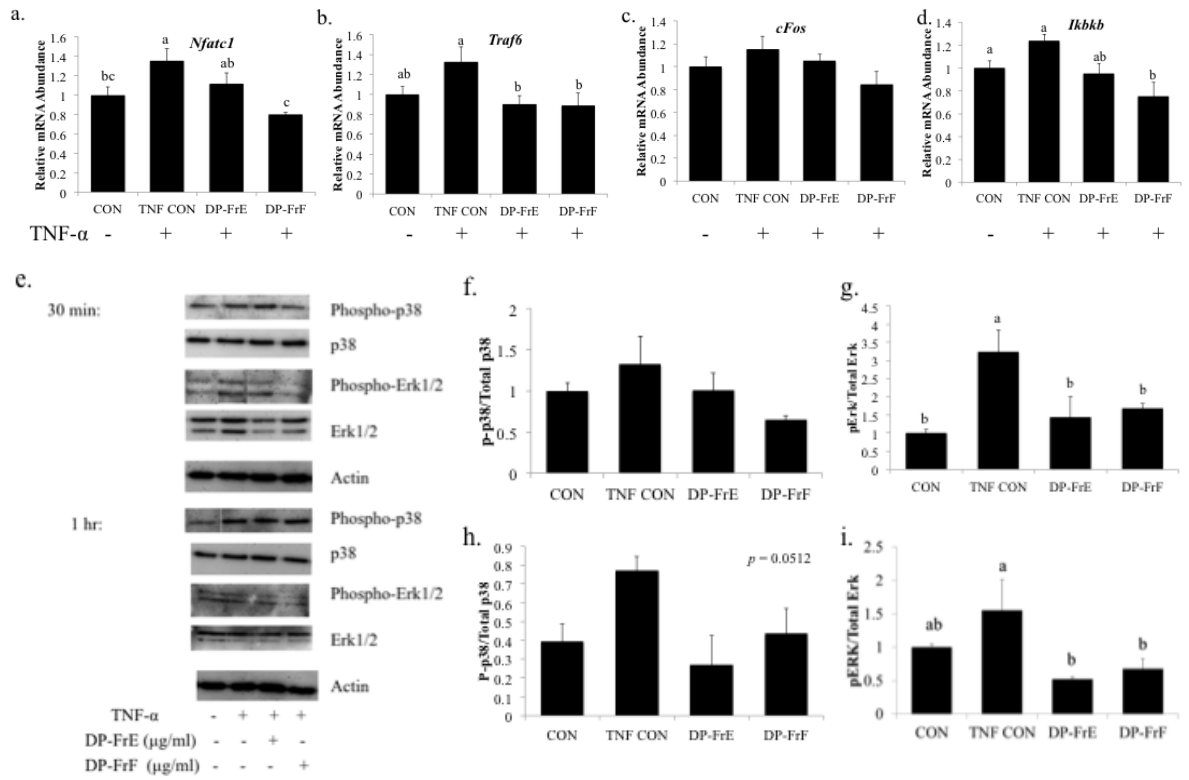 a.
Nfatc1
Relative mRNA Abundance
1.6
1.4
1.2
1
0.8
0.6
0.4
0.2
0
bc
a
ab
c
CON
TNF CON
DP-FrE
DP-FrF
b.
Traf6
Relative mRNA Abundance
1.6
1.4
1.2
1
0.8
0.6
0.4
0.2
0
ab
a
b
b
CON
TNF CON
DP-FrE
DP-FrF
c.
cFos
Relative mRNA Abundance
1.4
1.2
1
0.8
0.6
0.4
0.2
0
CON
TNF CON
DP-FrE
DP-FrF
d.
Ikbkb
Relative mRNA Abundance
1.4
1.2
1
0.8
0.6
0.4
0.2
0
a
a
ab
b
CON
TNF CON
DP-FrE
DP-FrF
TNF-α - + + + - + + + - + + + - + + +
e.
30 min:
Phospho-p38
p38
Phospho-Erk1/2
Erk1/2
Actin
1 hr:
Phospho-p38
p38
Phospho-Erk1/2
Erk1/2
Actin
TNF-α - + + +
DP-FrE (μg/ml) - - + -
DP-FrF (μg/ml) - - - +
f.
p-p38/Total p38
2
1.5
1
0.5
0
CON
TNF CON
DP-FrE
DP-FrF
g.
pErk/Total Erk
4.5
4
3.5
3
2.5
2
1.5
1
0.5
0
b
a
b
b
CON
TNF CON
DP-FrE
DP-FrF
h.
P-p38/Total p38
0.9
0.8
0.7
0.6
0.5
0.4
0.3
0.2
0.1
0
p = 0.0512
CON
TNF CON
DP-FrE
DP-FrF
i.
pERK/Total Erk
2.5
2
1.5
1
0.5
0
ab
a
b
b
CON
TNF CON
DP-FrE
DP-FrF